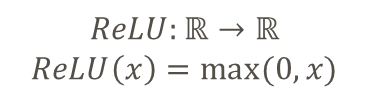 ReLU: ℝ → ℝ
ReLU(x) = max(0, x)